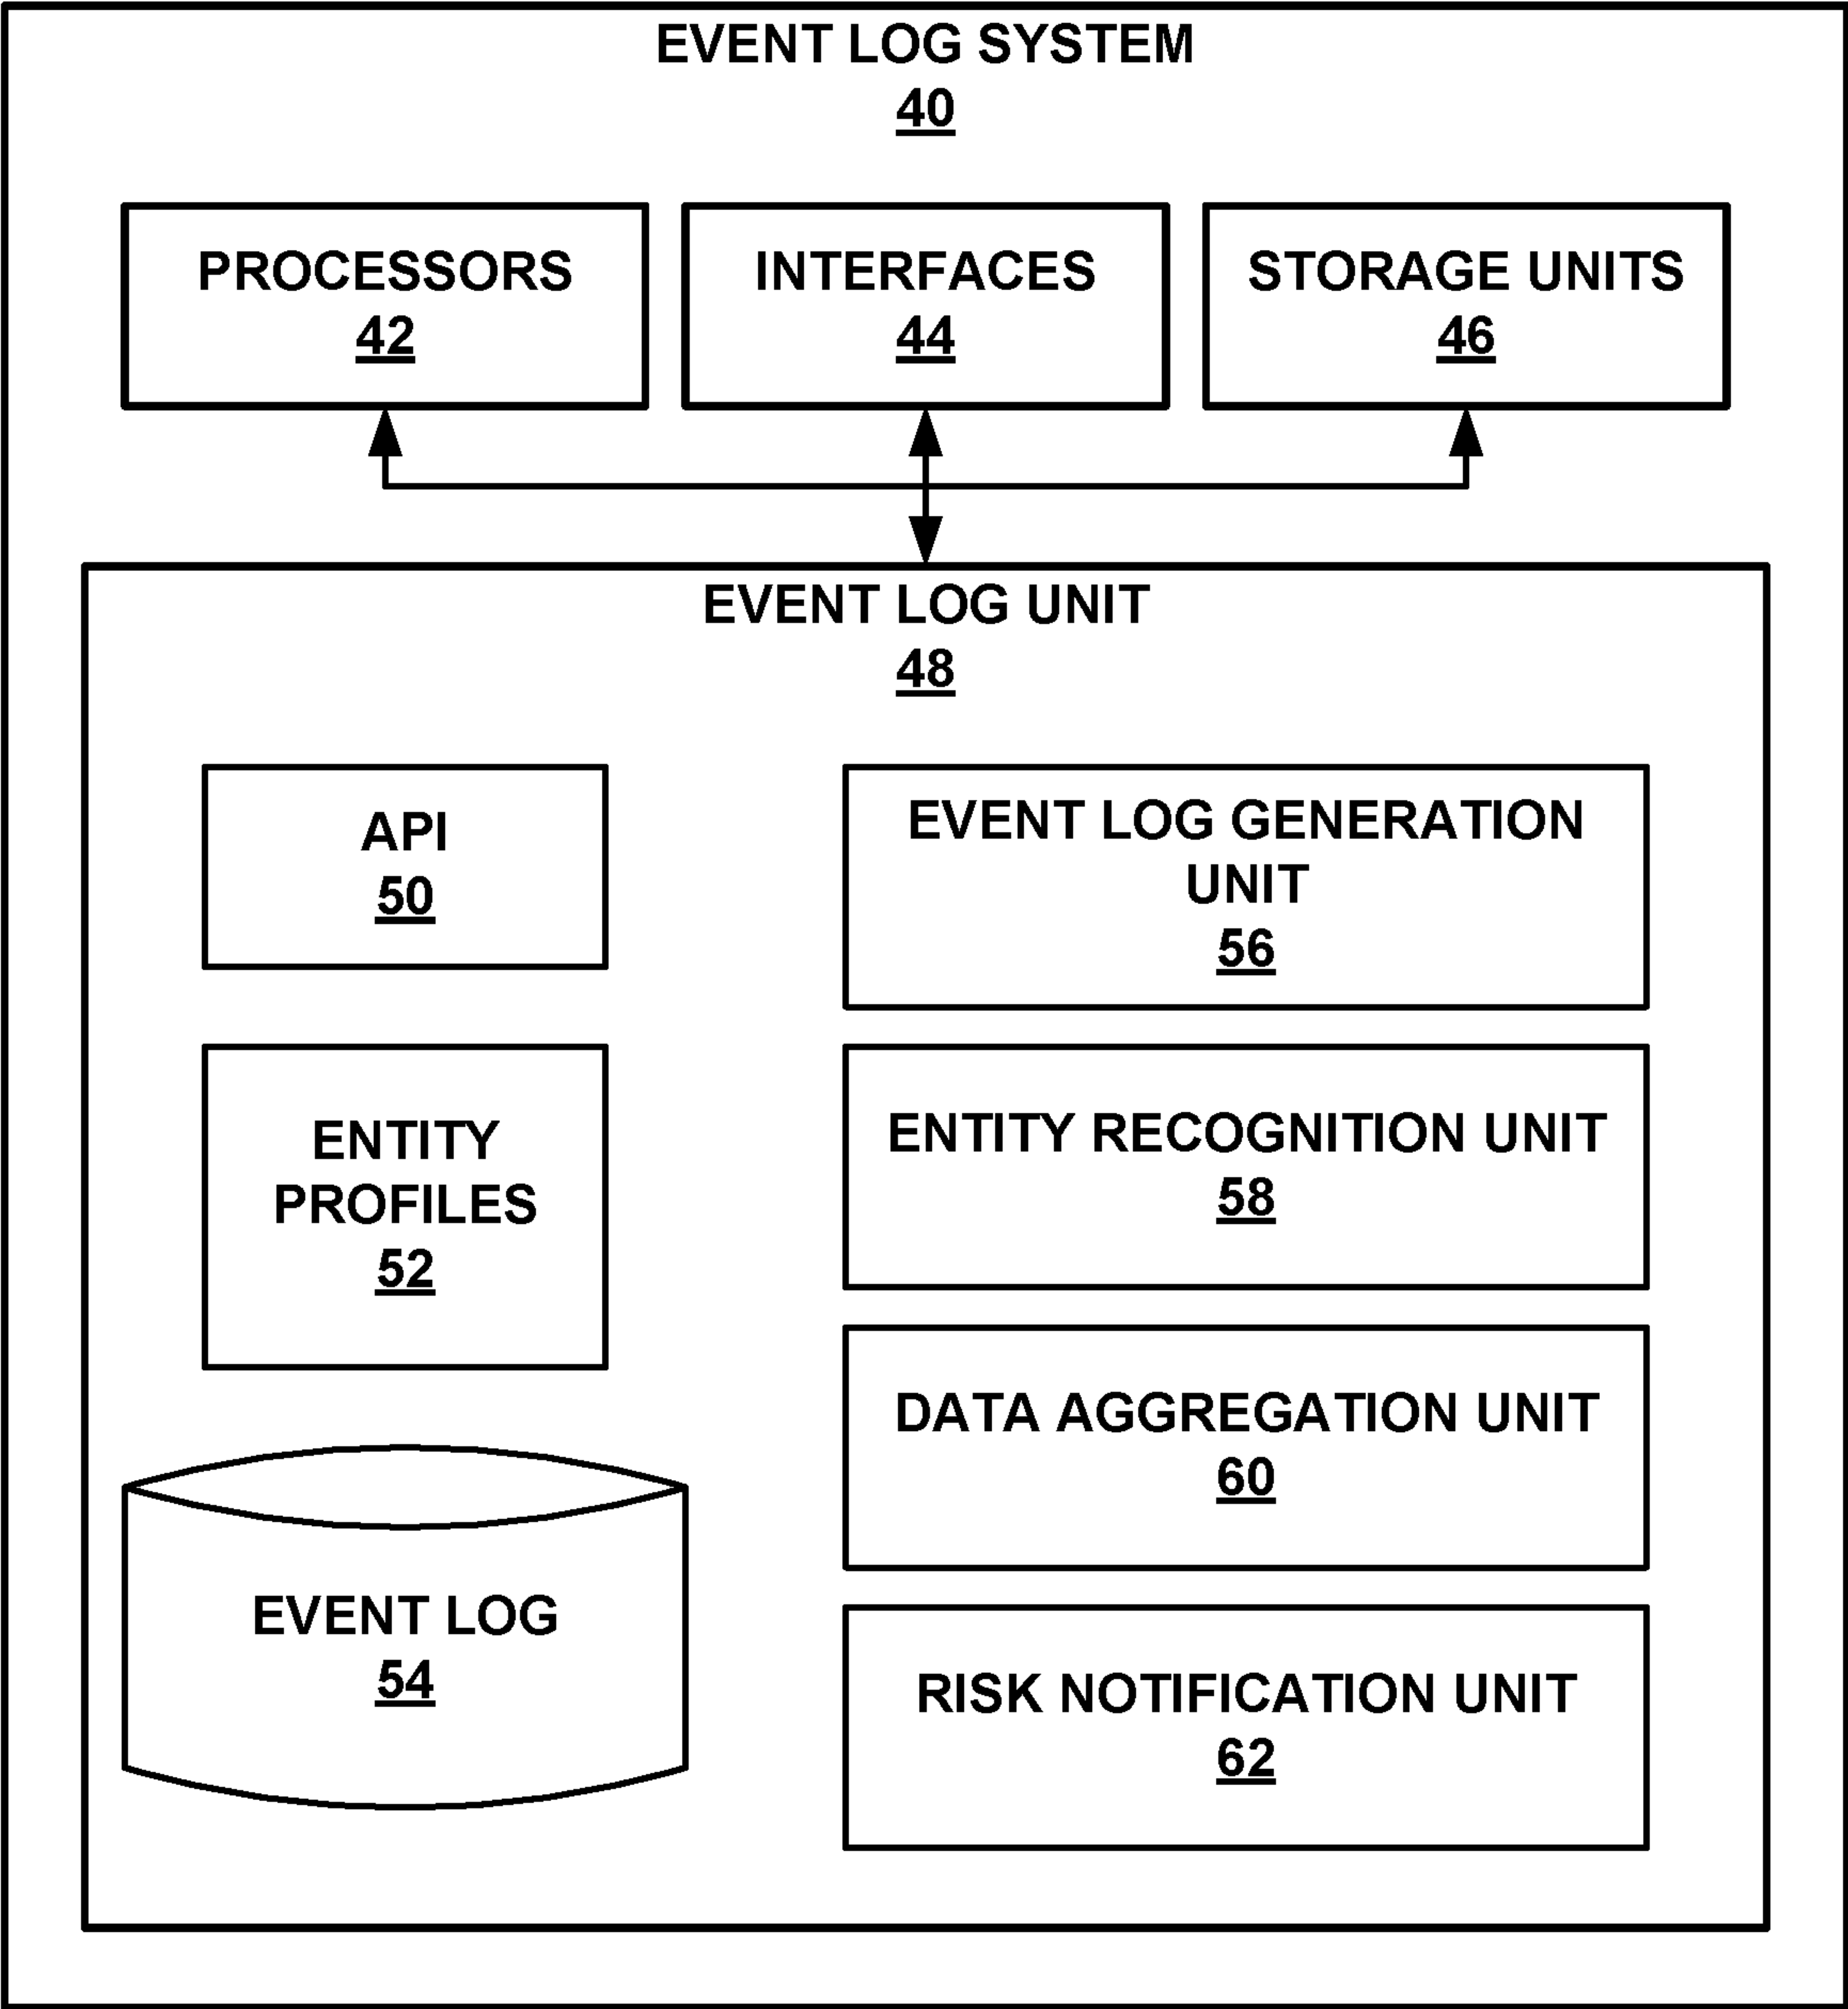 EVENT LOG SYSTEM
40
PROCESSORS
42
INTERFACES
44
STORAGE UNITS
46
EVENT LOG UNIT
48
API
50
ENTITY
PROFILES
52
EVENT LOG
54
EVENT LOG GENERATION
UNIT
56
ENTITY RECOGNITION UNIT
58
DATA AGGREGATION UNIT
60
RISK NOTIFICATION UNIT
62